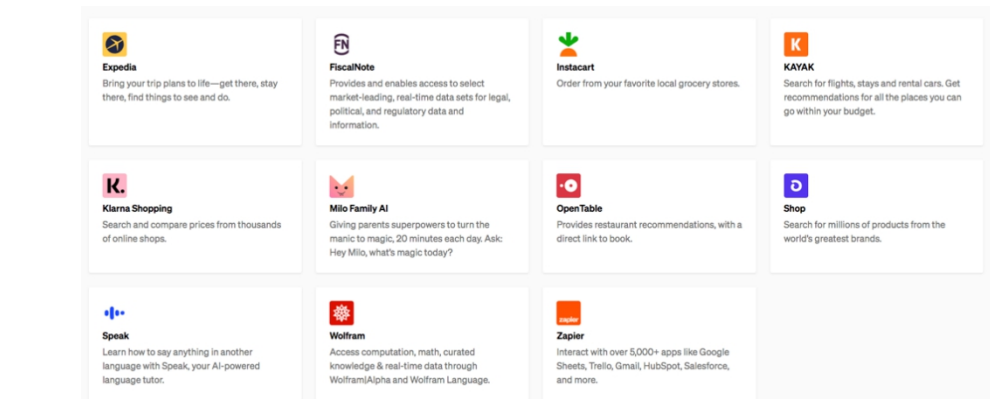 FN
Expedia
Bring your trip plans to life—get there, stay
there, find things to see and do.
FiscalNote
Provides and enables access to select
market-leading, real-time data sets for legal,
political, and regulatory data and
information.
Instacart
Order from your favorite local grocery stores.
K
KAYAK
Search for flights, stays and rental cars. Get
recommendations for all the places you can
go within your budget.
K.
Klarna Shopping
Search and compare prices from thousands
of online shops.
Milo Family AI
Giving parents superpowers to turn the
manic to magic, 20 minutes each day. Ask:
Hey Milo, what's magic today?
OpenTable
Provides restaurant recommendations, with a
direct link to book.
Shop
Search for millions of products from the
world's greatest brands.
Speak
Learn how to say anything in another
language with Speak, your AI-powered
language tutor.
Wolfram
Access computation, math, curated
knowledge & real-time data through
Wolfram|Alpha and Wolfram Language.
zapier
Zapier
Interact with over 5,000+ apps like Google
Sheets, Trello, Gmail, HubSpot, Salesforce,
and more.